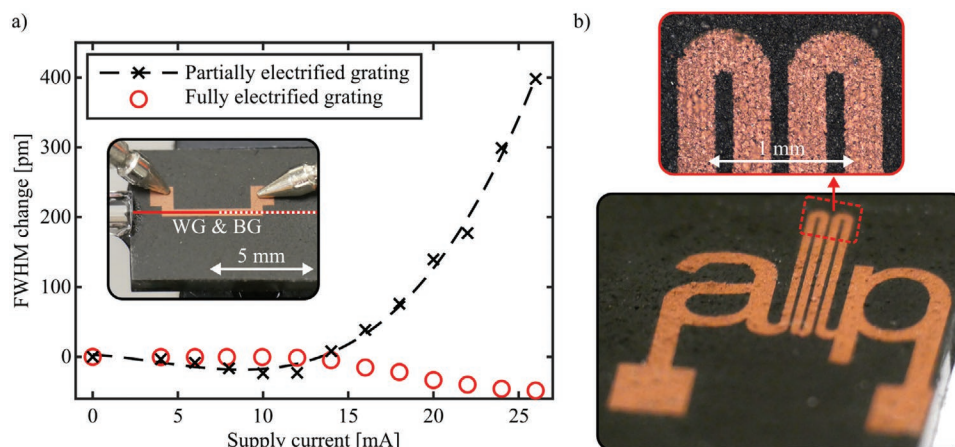 a)
FWHM change [pm]
400
300
200
100
0
Partially electrified grating
Fully electrified grating
WG & BG
5 mm
0
5
10
15
20
25
Supply current [mA]
b)
1 mm
alp